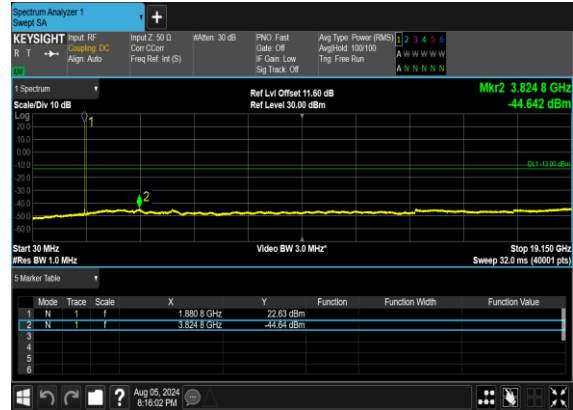 Spectrum Analyzer 1
Swept SA
+
KEYSIGHT Input: RF Input Z: 50 Ω #Atten: 30 dB PNO: Fast Avg Type: Power (RMS) 1 2 3 4 5 6
R T Coupling: DC Corr CCorr Gate: Off Avg|Hold: 100/100 A W W W W W
Align: Auto Freq Ref: Int (S) IF Gain: Low Trig: Free Run
LM Sig Track: Off A N N N N N
1 Spectrum Ref Lvl Offset 11.60 dB Mkr2 3.824 8 GHz
Scale/Div 10 dB Ref Level 30.00 dBm -44.642 dBm
Log
1
20.0
10.0
0.00
-10.0
DL1 -13.00 dBm
-20.0
-30.0
-40.0
2
-50.0
-60.0
Start 30 MHz Video BW 3.0 MHz* Stop 19.150 GHz
#Res BW 1.0 MHz Sweep 32.0 ms (40001 pts)
5 Marker Table
Mode Trace Scale X Y Function Function Width Function Value
1 N 1 f 1.880 8 GHz 22.63 dBm
2 N 1 f 3.824 8 GHz -44.64 dBm
3
4
5
6
? Aug 05, 2024
8:16:02 PM